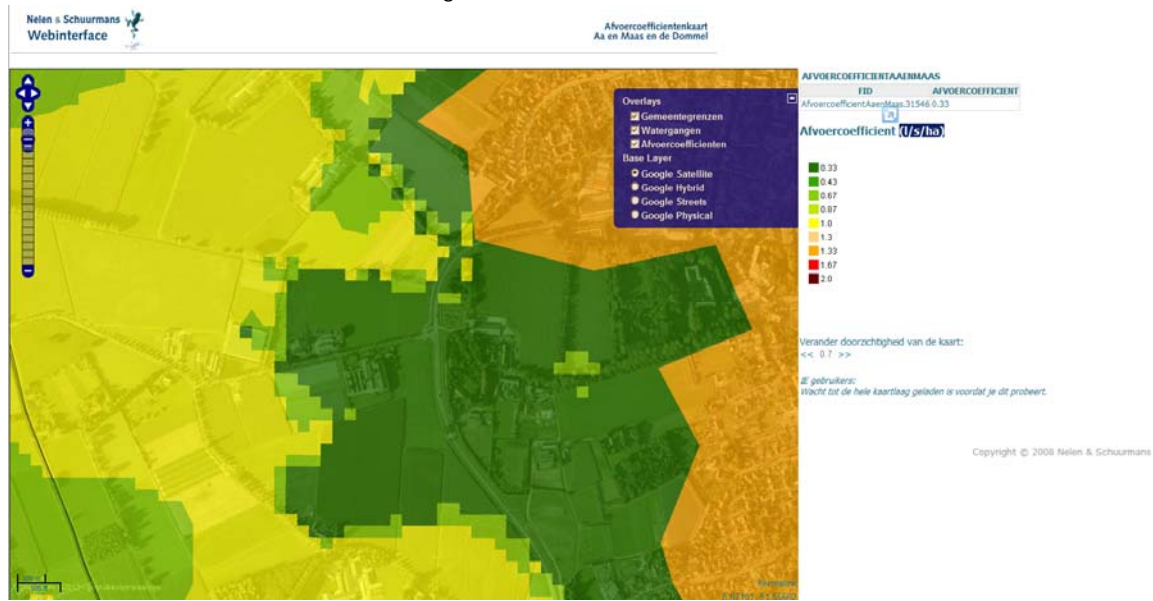 Nelen & Schuurmans
Webinterface
Afvoercoefficientenkaart
Aa en Maas en de Dommel
Overlays
Gemeentegrenzen
Watergangen
Afvoercoefficienten
Base Layer
Google Satellite
Google Hybrid
Google Streets
Google Physical
AFVOERCOEFFICIENTAAENMAAS
FID AFVOERCOEFFICIENT
AfvoercoefficientAaenMaas.31546 0.33
Afvoercoefficient (l/s/ha)
0.33
0.43
0.67
0.87
1.0
1.3
1.33
1.67
2.0
Verander doorzichtigheid van de kaart:
<< 0.7 >>
IE gebruikers:
Wacht tot de hele kaartlaag geladen is voordat je dit probeert.
Copyright © 2008 Nelen & Schuurmans
Permalink